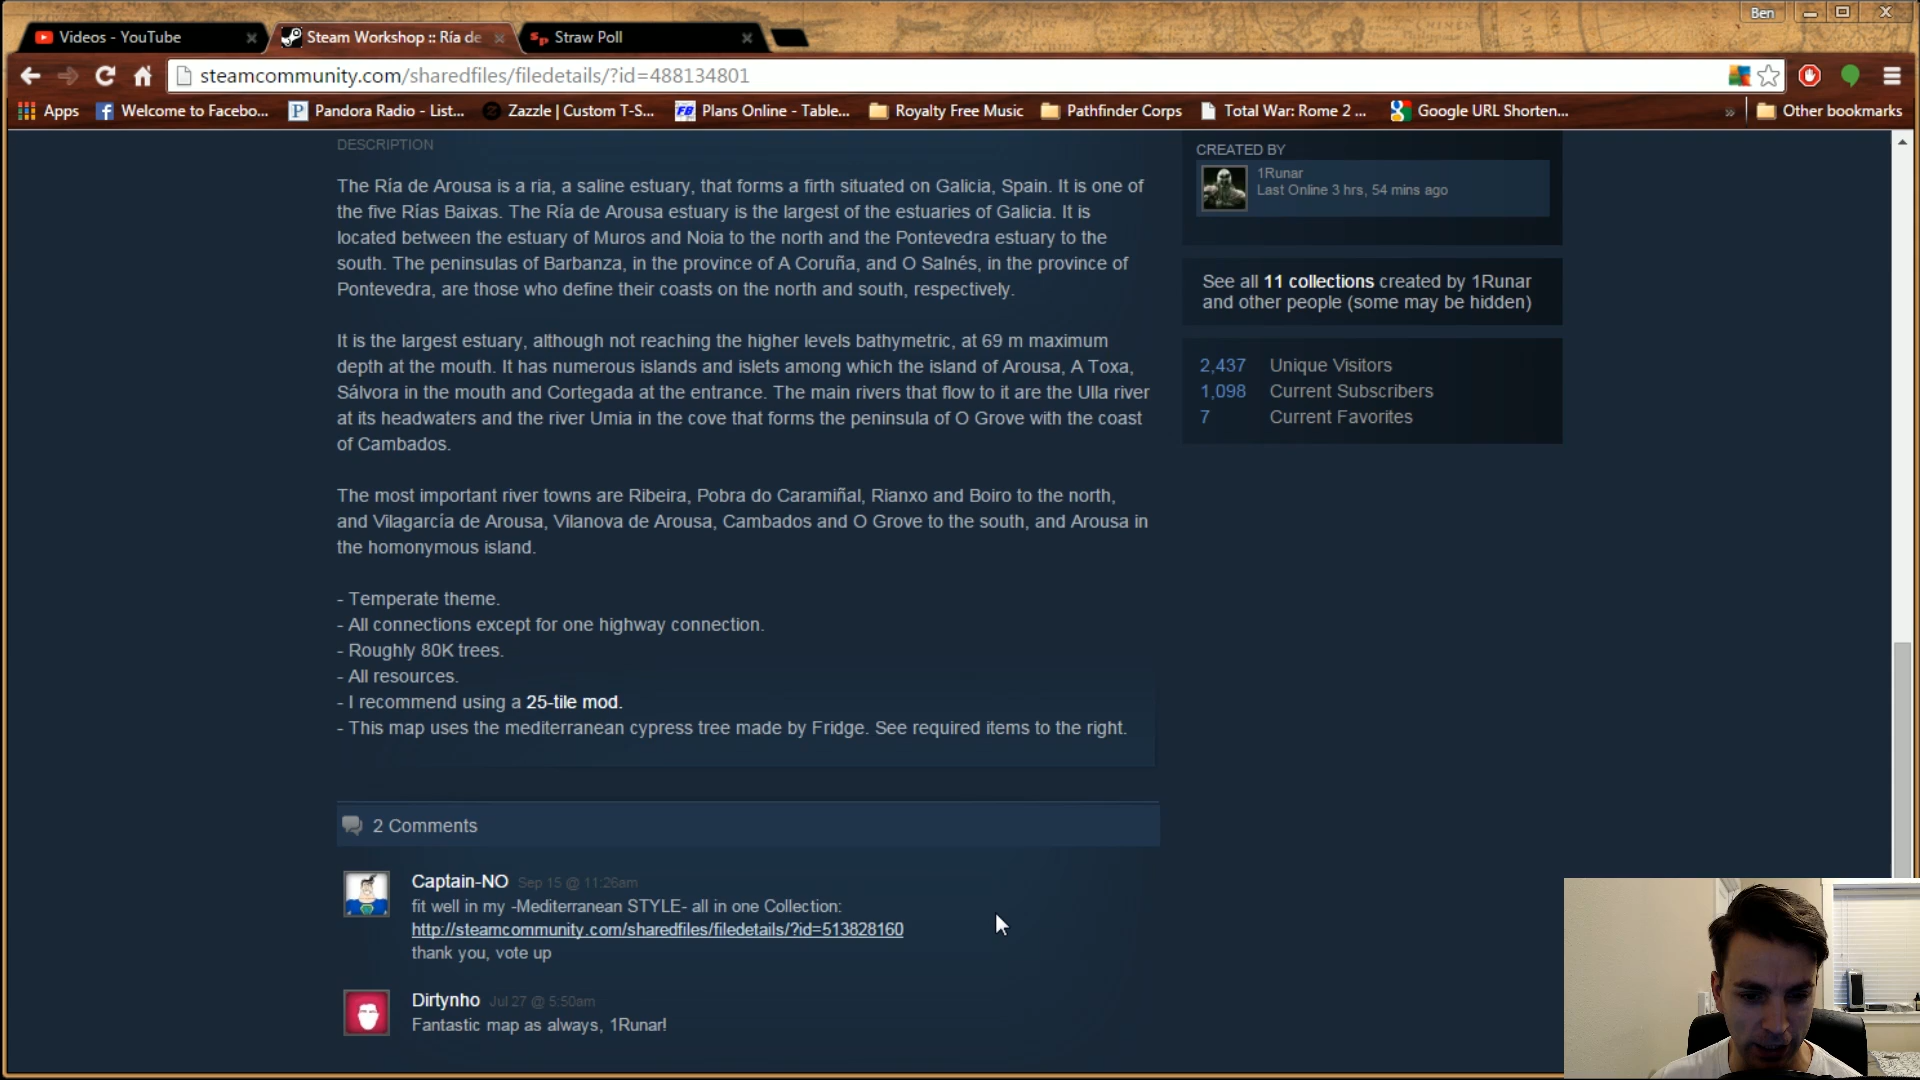 Ben
Videos - YouTube
Steam Workshop :: Ría de
Straw Poll
steamcommunity.com/sharedfiles/filedetails/?id=488134801
Apps
Welcome to Facebo...
Pandora Radio - List...
Zazzle | Custom T-S...
Plans Online - Table...
Royalty Free Music
Pathfinder Corps
Total War: Rome 2 ...
Google URL Shorten...
» Other bookmarks
DESCRIPTION
The Ría de Arousa is a ria, a saline estuary, that forms a firth situated on Galicia, Spain. It is one of
the five Rías Baixas. The Ría de Arousa estuary is the largest of the estuaries of Galicia. It is
located between the estuary of Muros and Noia to the north and the Pontevedra estuary to the
south. The peninsulas of Barbanza, in the province of A Coruña, and O Salnés, in the province of
Pontevedra, are those who define their coasts on the north and south, respectively.
It is the largest estuary, although not reaching the higher levels bathymetric, at 69 m maximum
depth at the mouth. It has numerous islands and islets among which the island of Arousa, A Toxa,
Sálvora in the mouth and Cortegada at the entrance. The main rivers that flow to it are the Ulla river
at its headwaters and the river Umia in the cove that forms the peninsula of O Grove with the coast
of Cambados.
The most important river towns are Ribeira, Pobra do Caramiñal, Rianxo and Boiro to the north,
and Vilagarcía de Arousa, Vilanova de Arousa, Cambados and O Grove to the south, and Arousa in
the homonymous island.
- Temperate theme.
- All connections except for one highway connection.
- Roughly 80K trees.
- All resources.
- I recommend using a 25-tile mod.
- This map uses the mediterranean cypress tree made by Fridge. See required items to the right.
2 Comments
Captain-NO Sep 15 @ 11:26am
fit well in my -Mediterranean STYLE- all in one Collection:
http://steamcommunity.com/sharedfiles/filedetails/?id=513828160
thank you, vote up
Dirtynho Jul 27 @ 5:50am
Fantastic map as always, 1Runar!
CREATED BY
1Runar
Last Online 3 hrs, 54 mins ago
See all 11 collections created by 1Runar
and other people (some may be hidden)
2,437 Unique Visitors
1,098 Current Subscribers
7 Current Favorites